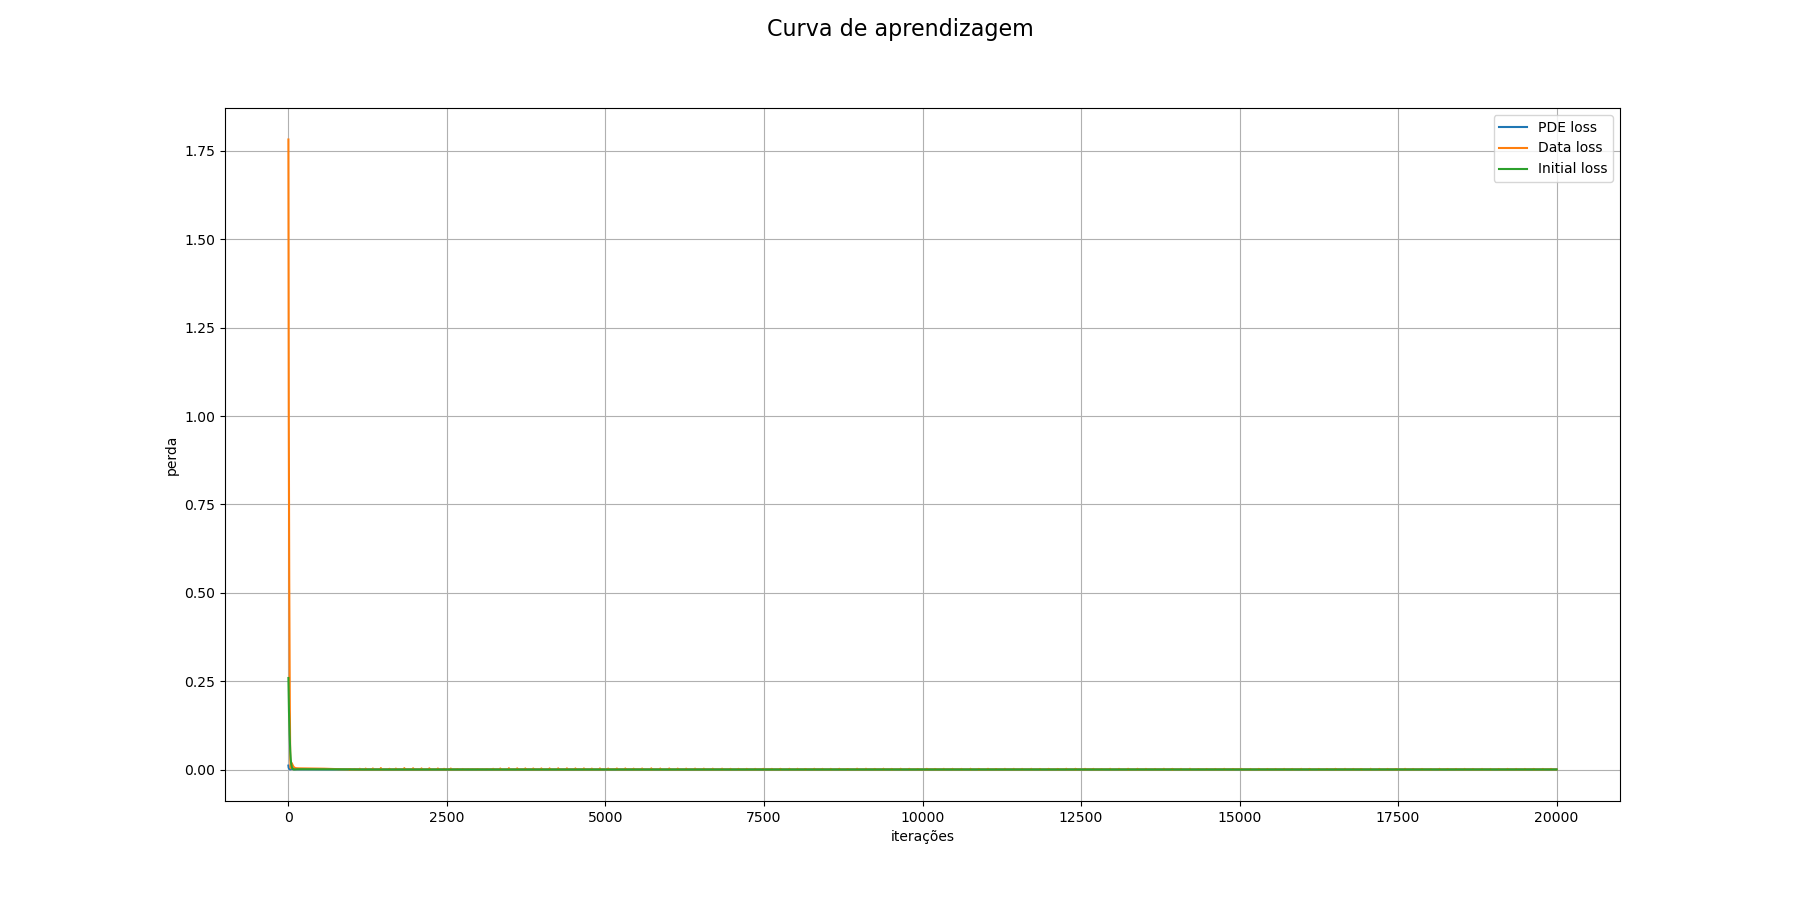 Curva de aprendizagem
PDE loss
Data loss
Initial loss
1.75
1.50
1.25
1.00
0.75
0.50
0.25
0.00
perda
0 2500 5000 7500 10000 12500 15000 17500 20000
iterações